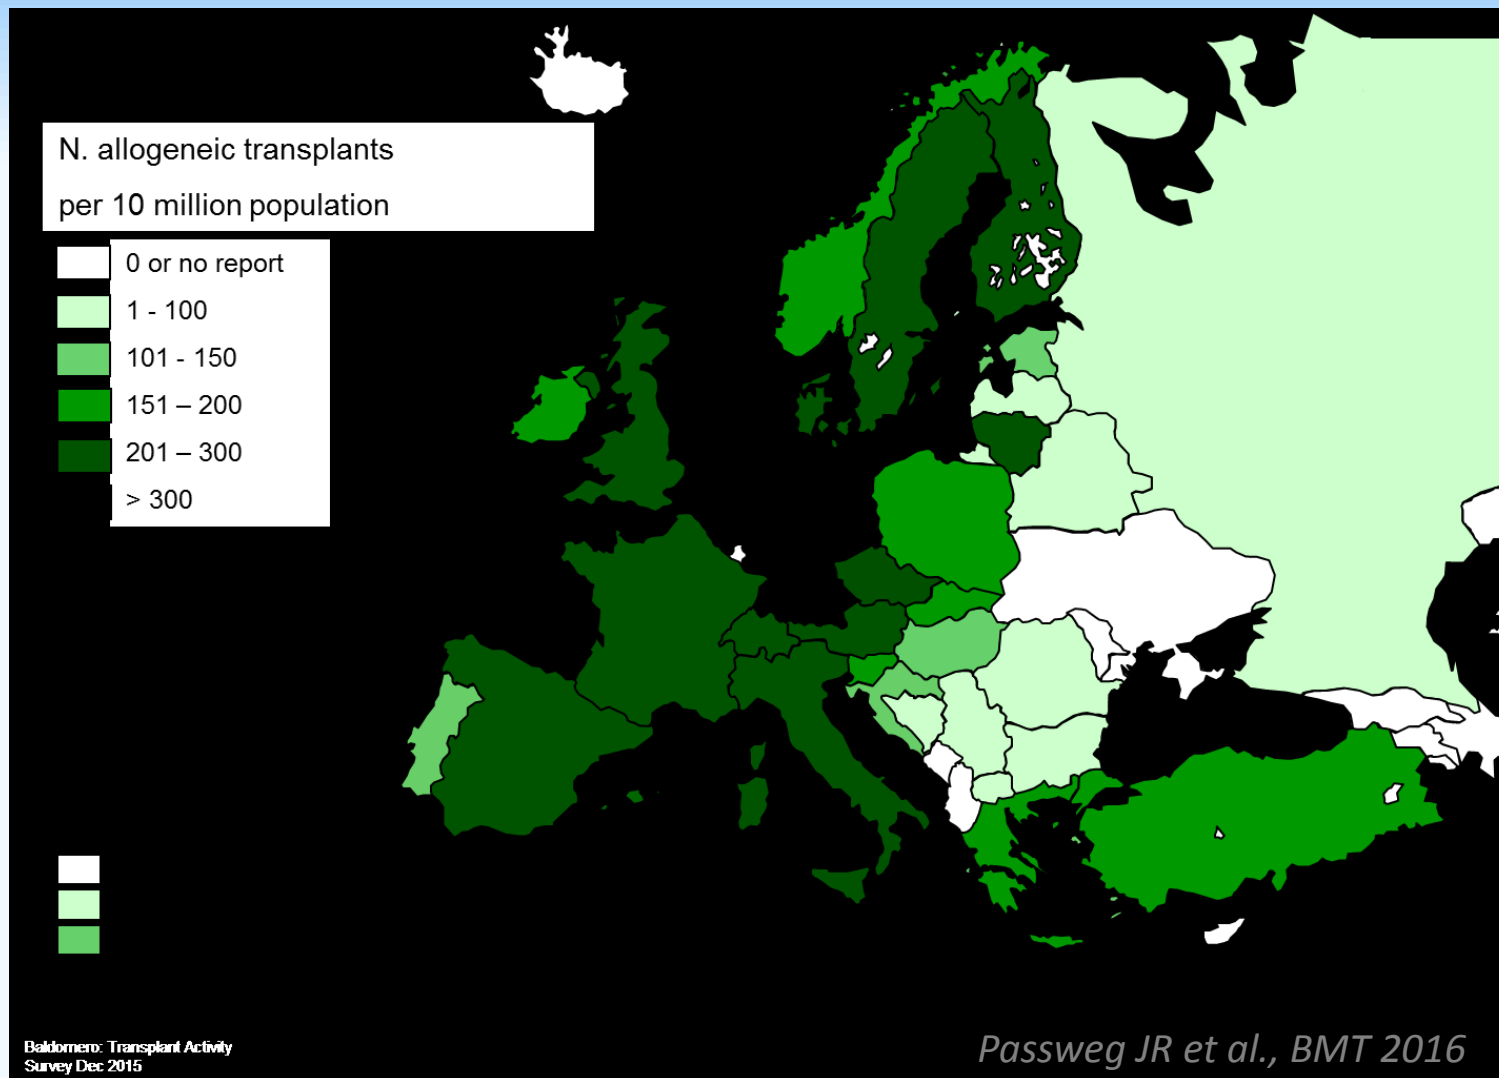 N. allogeneic transplants
per 10 million population
0 or no report
1 - 100
101 - 150
151 – 200
201 – 300
> 300
Baldomero: Transplant Activity
Survey Dec 2015
Passweg JR et al., BMT 2016